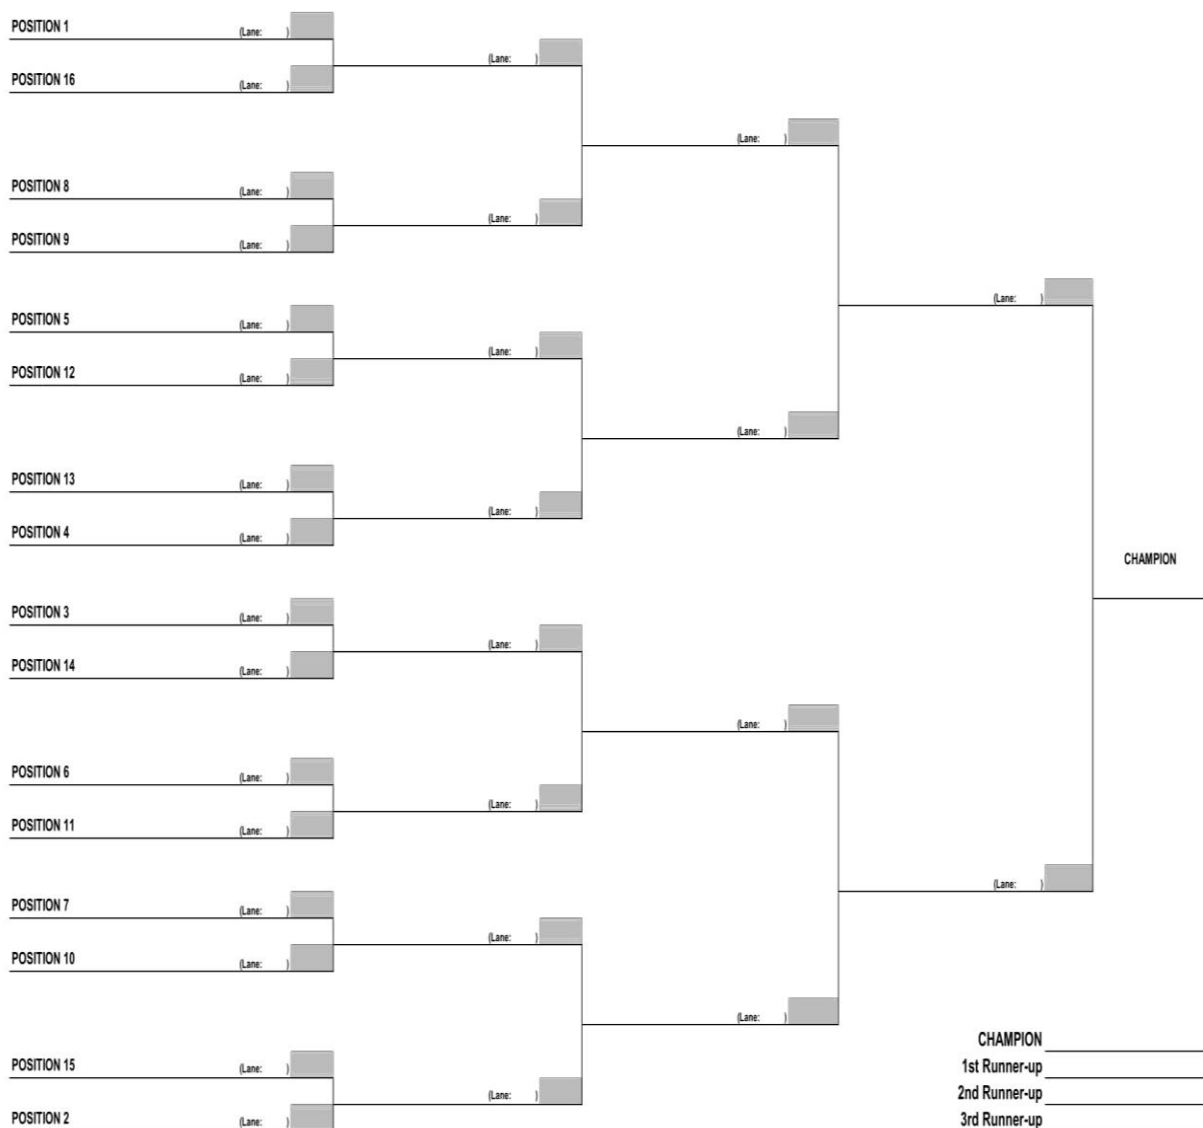 POSITION 1 (Lane: )
(Lane: )
POSITION 16 (Lane: )
(Lane: )
POSITION 8 (Lane: )
(Lane: )
POSITION 9 (Lane: )
(Lane: )
POSITION 5 (Lane: )
(Lane: )
POSITION 12 (Lane: )
(Lane: )
POSITION 13 (Lane: )
(Lane: )
POSITION 4 (Lane: )
CHAMPION
POSITION 3 (Lane: )
(Lane: )
POSITION 14 (Lane: )
(Lane: )
POSITION 6 (Lane: )
(Lane: )
POSITION 11 (Lane: )
(Lane: )
POSITION 7 (Lane: )
(Lane: )
POSITION 10 (Lane: )
(Lane: )
CHAMPION
POSITION 15 (Lane: )
1st Runner-up
(Lane: )
2nd Runner-up
POSITION 2 (Lane: )
3rd Runner-up